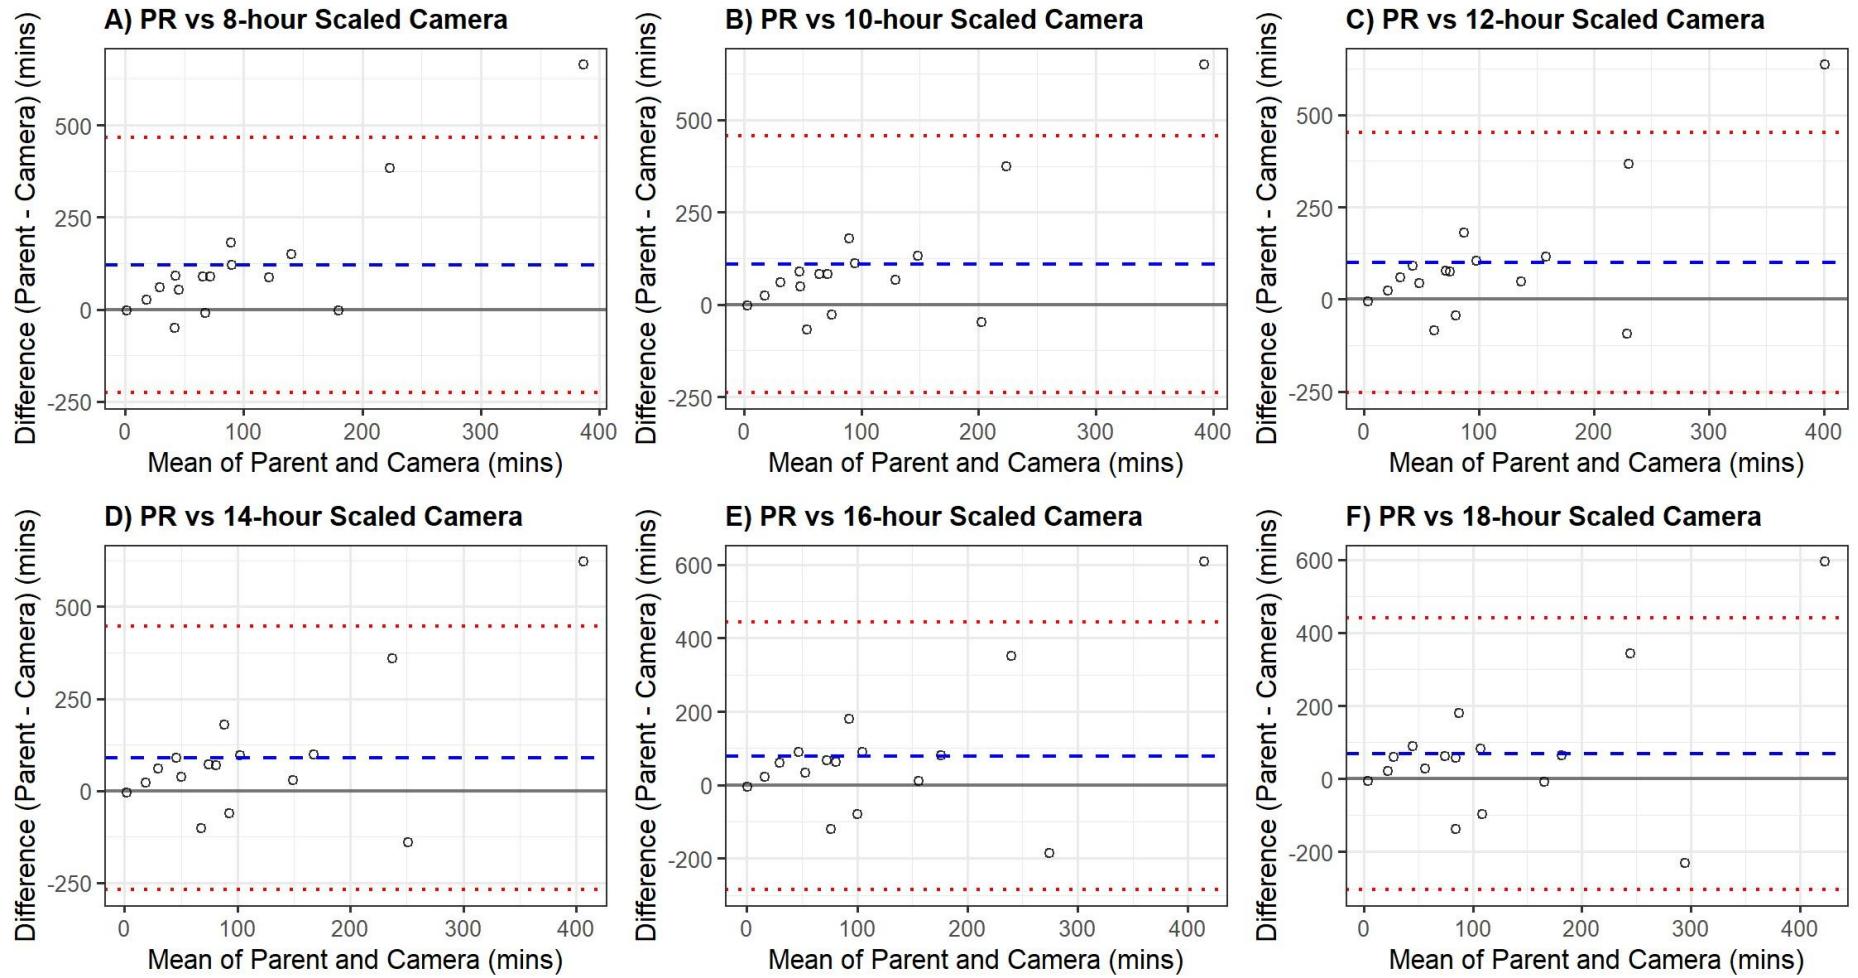 A) PR vs 8-hour Scaled Camera
Difference (Parent - Camera) (mins)
500
250
0
-250
0 100 200 300 400
Mean of Parent and Camera (mins)
B) PR vs 10-hour Scaled Camera
Difference (Parent - Camera) (mins)
500
250
0
-250
0 100 200 300 400
Mean of Parent and Camera (mins)
C) PR vs 12-hour Scaled Camera
Difference (Parent - Camera) (mins)
500
250
0
-250
0 100 200 300 400
Mean of Parent and Camera (mins)
D) PR vs 14-hour Scaled Camera
Difference (Parent - Camera) (mins)
500
250
0
-250
0 100 200 300 400
Mean of Parent and Camera (mins)
E) PR vs 16-hour Scaled Camera
Difference (Parent - Camera) (mins)
600
400
200
0
-200
0 100 200 300 400
Mean of Parent and Camera (mins)
F) PR vs 18-hour Scaled Camera
Difference (Parent - Camera) (mins)
600
400
200
0
-200
0 100 200 300 400
Mean of Parent and Camera (mins)